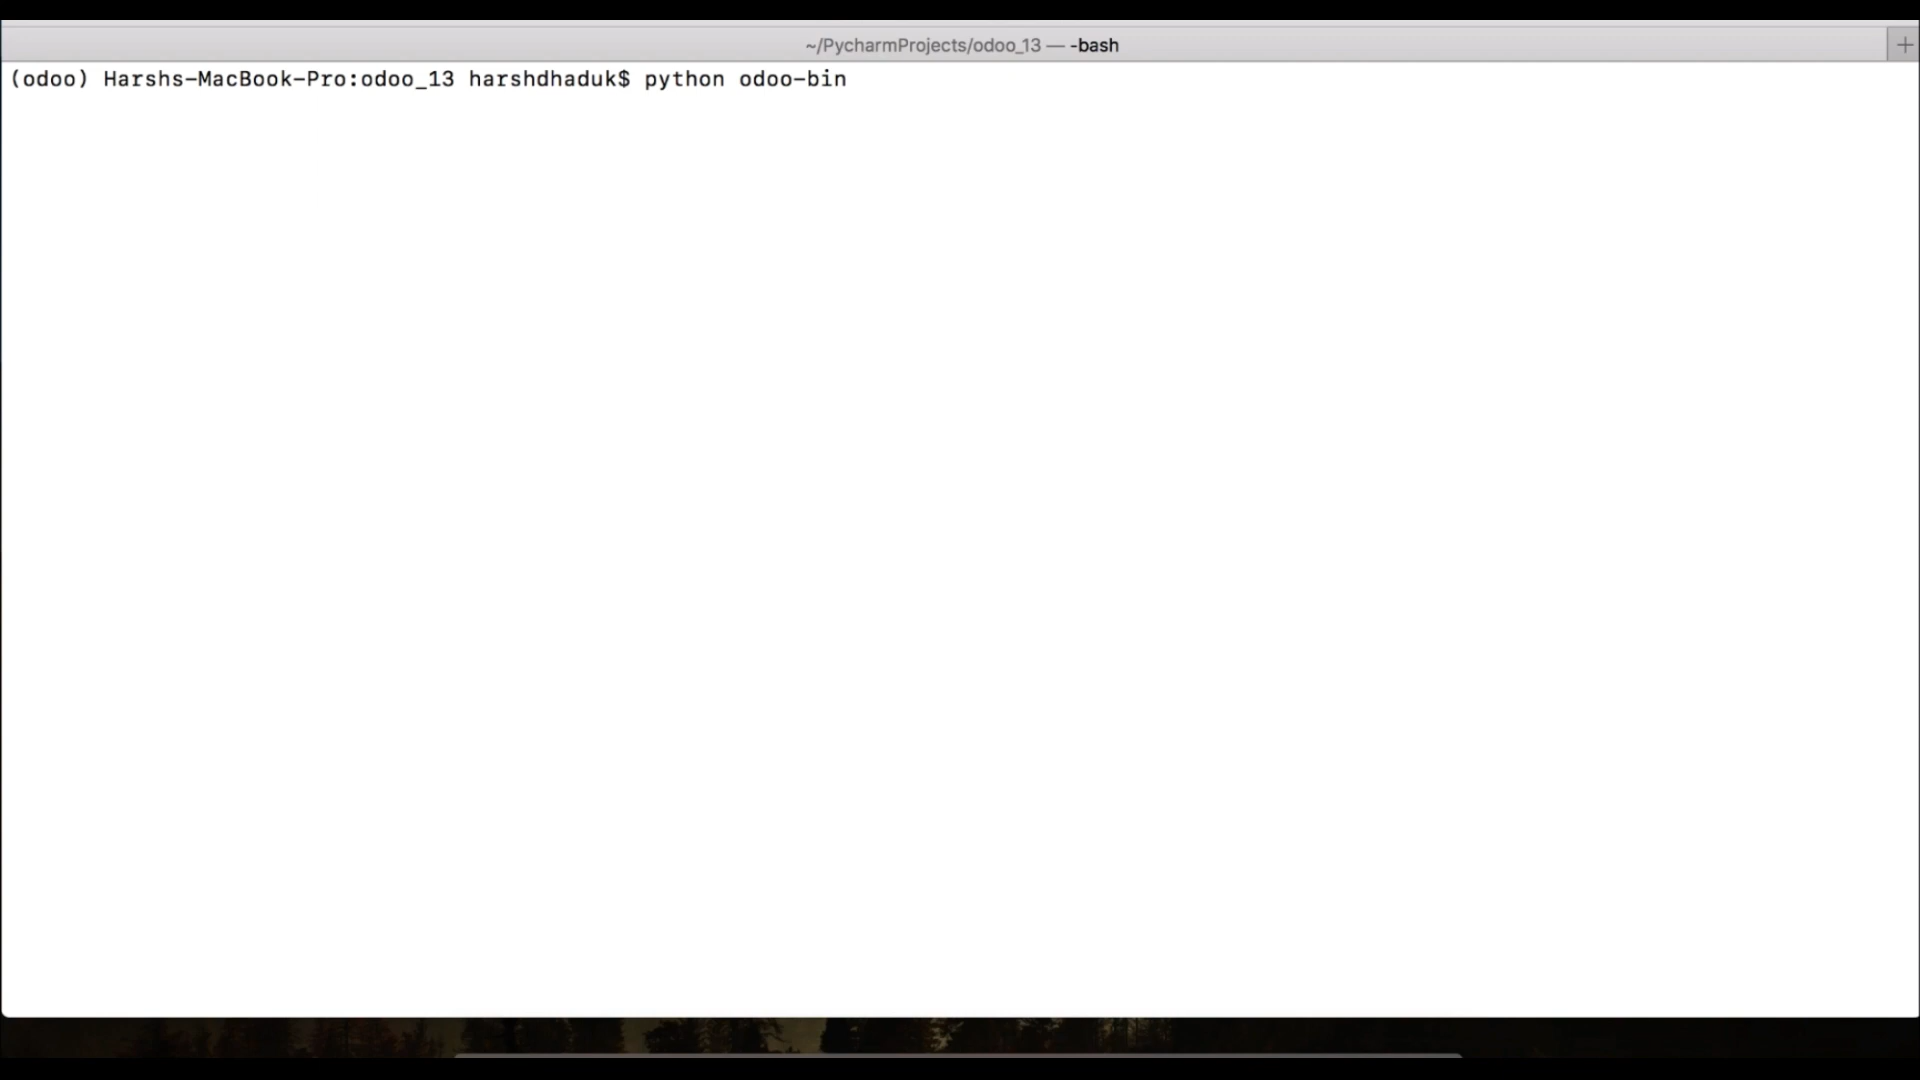 ~/PycharmProjects/odoo_13 — -bash
(odoo) Harshs-MacBook-Pro:odoo_13 harshdhaduk$ python odoo-bin